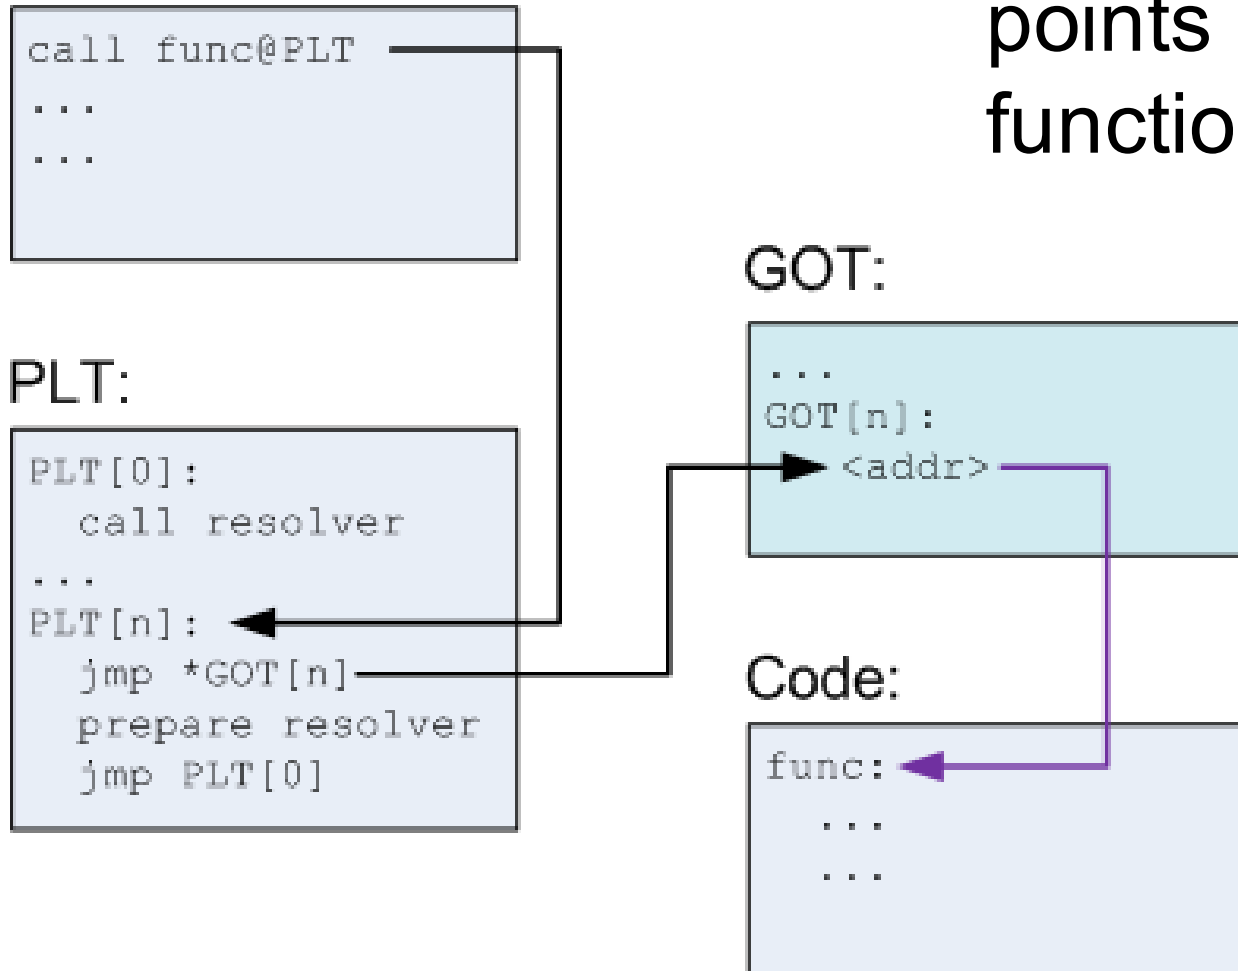 call func@PLT
...
...
PLT:
PLT[0]:
call resolver
...
PLT[n]:
jmp *GOT[n]
prepare resolver
jmp PLT[0]
points
functio
GOT:
...
GOT[n]:
<addr>
Code:
func:
...
...